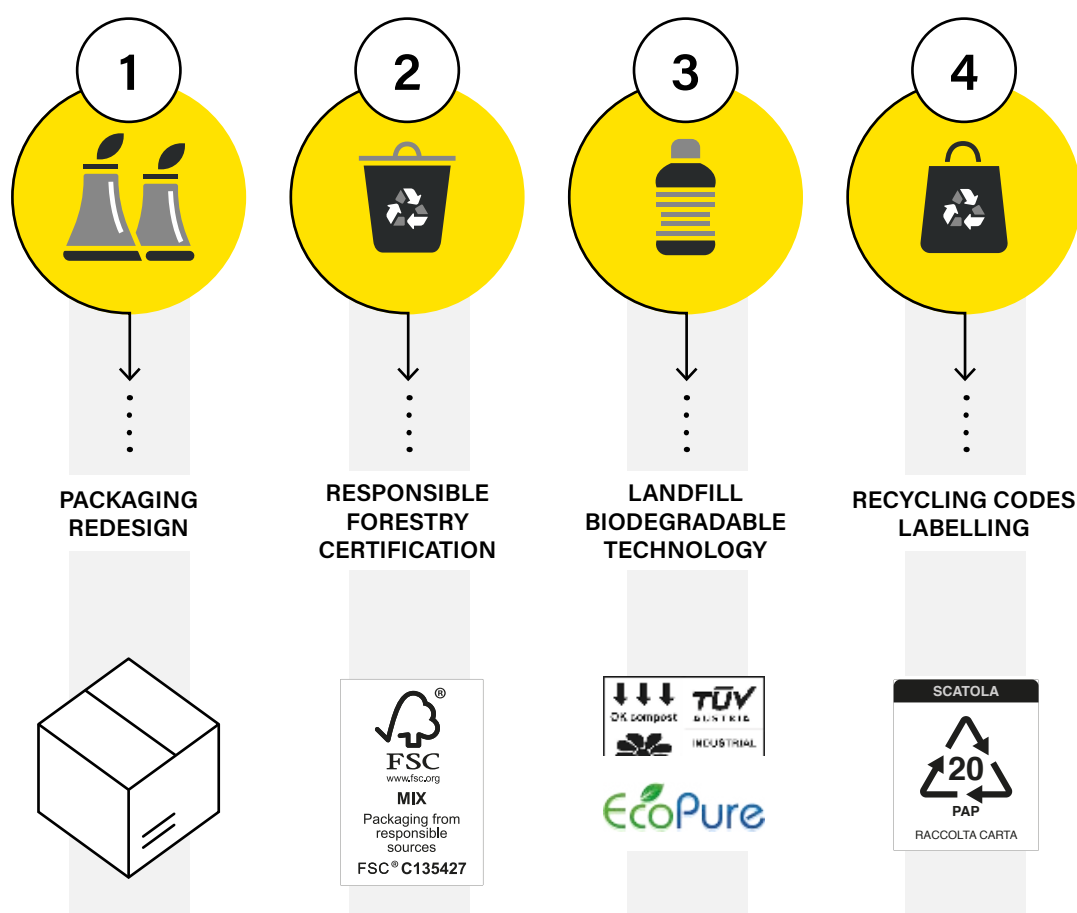 1
2
3
4
PACKAGING
REDESIGN
RESPONSIBLE
FORESTRY
CERTIFICATION
LANDFILL
BIODEGRADABLE
TECHNOLOGY
RECYCLING CODES
LABELLING
®
FSC
www.fsc.org
MIX
Packaging from
responsible
sources
FSC® C135427
OK compost
TÜV
AUSTRIA
INDUSTRIAL
EcoPure
SCATOLA
20
PAP
RACCOLTA CARTA